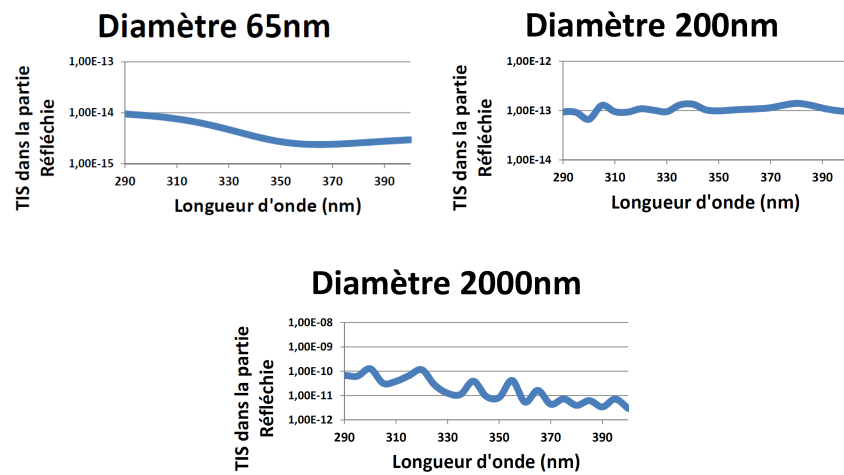 Diamètre 65nm
TIS dans la partie
Réfléchie
1,00E-13
1,00E-14
1,00E-15
290 310 330 350 370 390
Longueur d'onde (nm)
Diamètre 200nm
TIS dans la partie
Réfléchie
1,00E-12
1,00E-13
1,00E-14
290 310 330 350 370 390
Longueur d'onde (nm)
Diamètre 2000nm
TIS dans la partie
Réfléchie
1,00E-08
1,00E-09
1,00E-10
1,00E-11
1,00E-12
290 310 330 350 370 390
Longueur d'onde (nm)